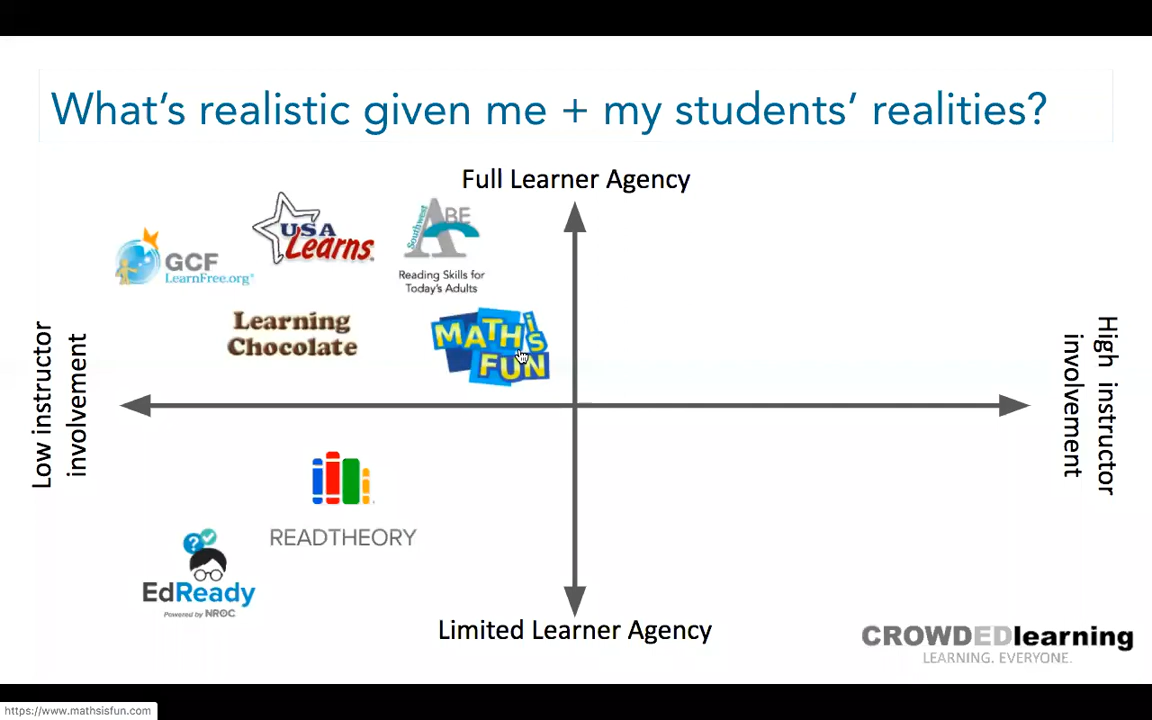 What's realistic given me + my students' realities?
Full Learner Agency
GCF
LearnFree.org®
USA
Learns.
Southwest
ABE
Reading Skills for
Today's Adults
Learning
Chocolate
MATH is
FUN
Low instructor
involvement
High instructor
involvement
READTHEORY
EdReady
Powered by NROC
Limited Learner Agency
CROWDEDlearning
LEARNING. EVERYONE.
https://www.mathsisfun.com